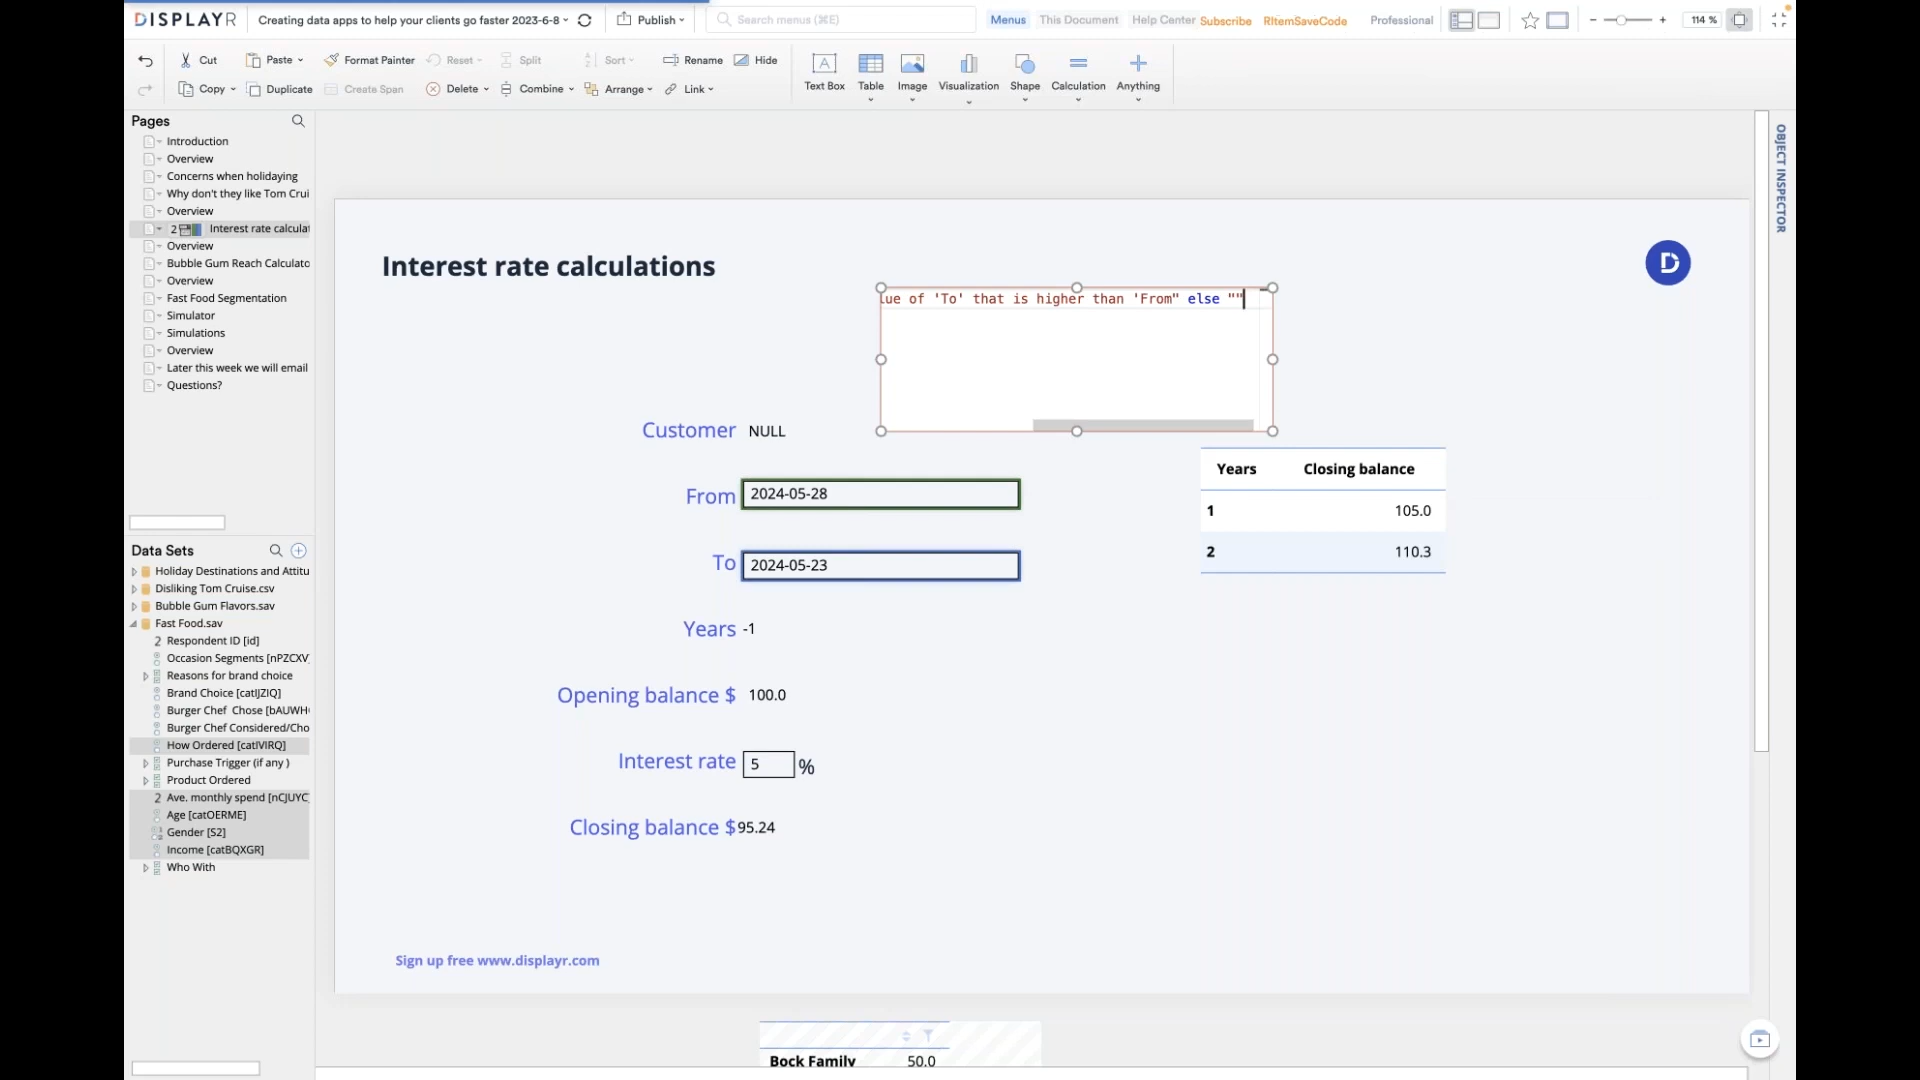 DISPLAYR
Creating data apps to help your clients go faster 2023-6-8
Publish
Search menus (⌘E)
Menus
This Document
Help Center
Subscribe
RItemSaveCode
Professional
114 %
Cut
Paste
Format Painter
Reset
Split
Sort
Rename
Hide
Copy
Duplicate
Create Span
Delete
Combine
Arrange
Link
Text Box
Table
Image
Visualization
Shape
Calculation
Anything
Pages
Introduction
Overview
Concerns when holidaying
Why don't they like Tom Crui
Overview
2 Interest rate calculat
Overview
Bubble Gum Reach Calculato
Overview
Fast Food Segmentation
Simulator
Simulations
Overview
Later this week we will email
Questions?
Data Sets
Holiday Destinations and Attitu
Disliking Tom Cruise.csv
Bubble Gum Flavors.sav
Fast Food.sav
2 Respondent ID [id]
Occasion Segments [nPZCXV]
Reasons for brand choice
Brand Choice [catIJZIQ]
Burger Chef Chose [bAUWH
Burger Chef Considered/Cho
How Ordered [catIVIRQ]
Purchase Trigger (if any )
Product Ordered
2 Ave. monthly spend [nCJUYC]
Age [catOERME]
Gender [S2]
Income [catBQXGR]
Who With
OBJECT INSPECTOR
Interest rate calculations
D
lue of 'To' that is higher than 'From" else ""
Customer NULL
From 2024-05-28
To 2024-05-23
Years -1
Opening balance $ 100.0
Interest rate 5 %
Closing balance $ 95.24
Years Closing balance
1 105.0
2 110.3
Sign up free www.displayr.com
Bock Family 50.0